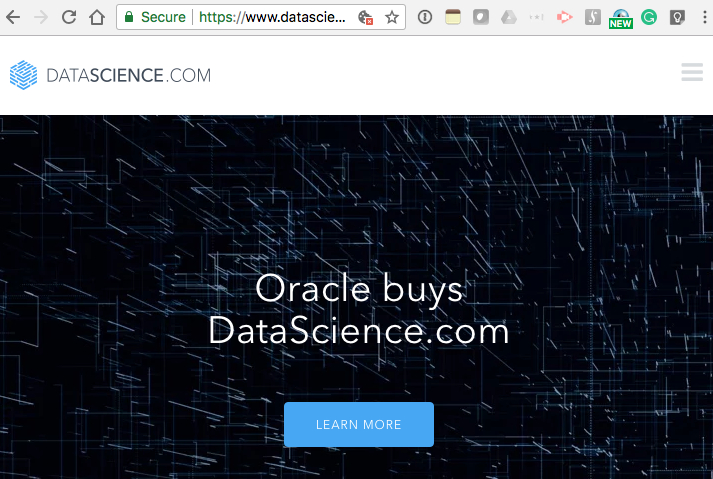 Secure https://www.datascie...
NEW
DATASCIENCE.COM
Oracle buys
DataScience.com
LEARN MORE